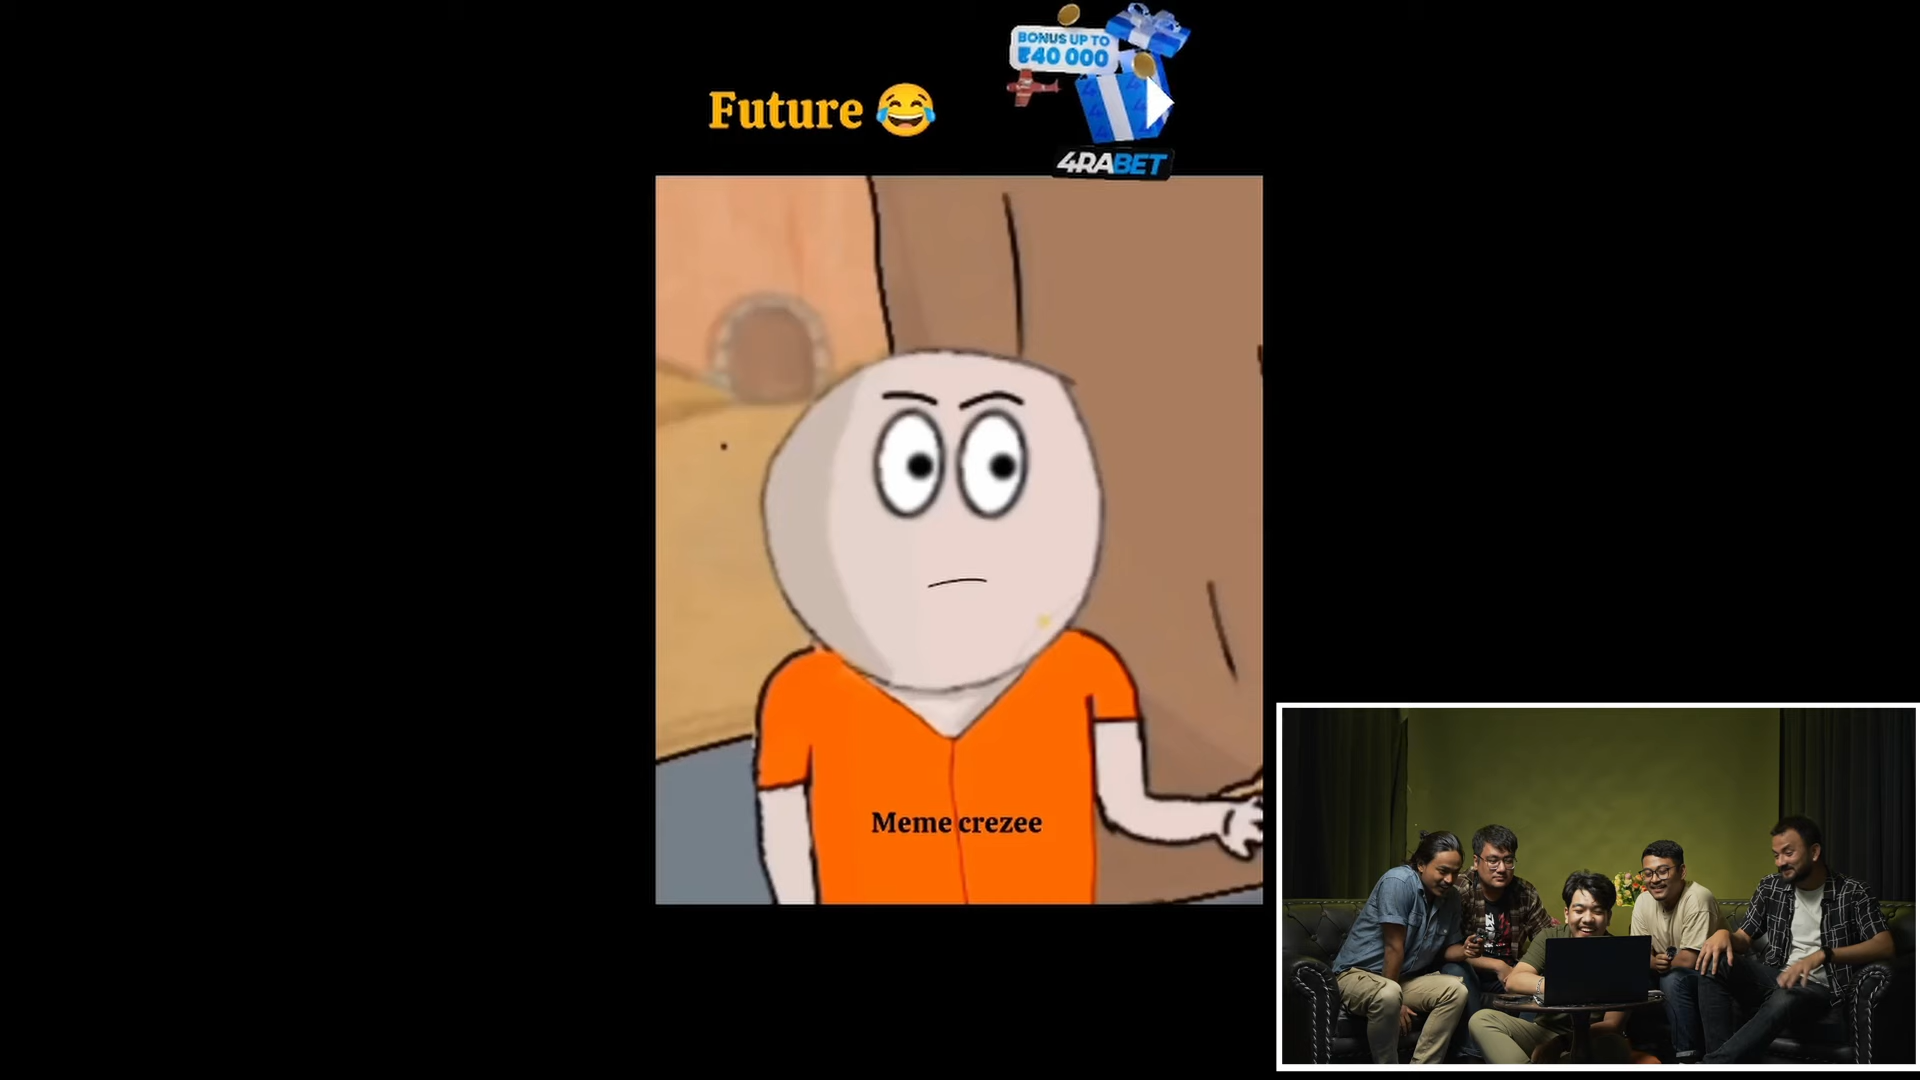 BONUS UP TO
₹40 000
Future 😂
4RABET
Meme crezee